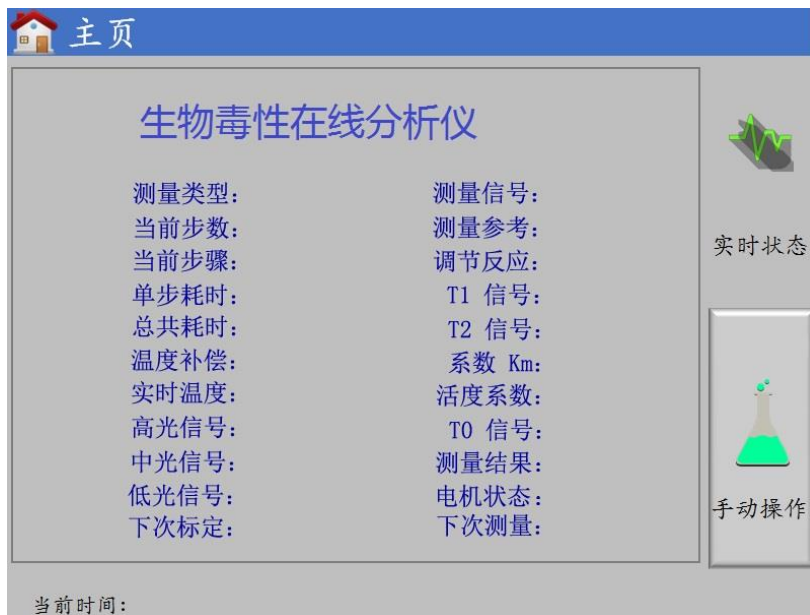 主页
生物毒性在线分析仪
测量类型：
当前步数：
当前步骤：
单步耗时：
总共耗时：
温度补偿：
实时温度：
高光信号：
中光信号：
低光信号：
下次标定：
测量信号：
测量参考：
调节反应：
T1 信号：
T2 信号：
系数 Km：
活度系数：
T0 信号：
测量结果：
电机状态：
下次测量：
实时状态
手动操作
当前时间：